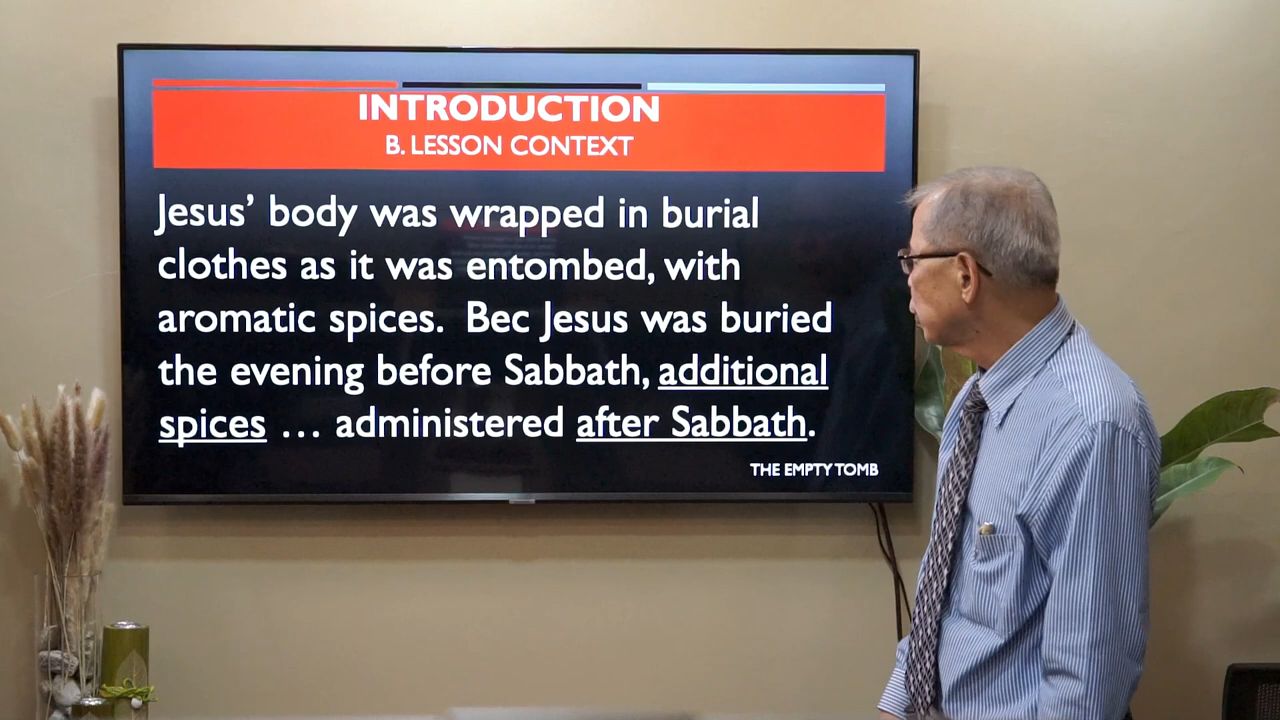 INTRODUCTION
B. LESSON CONTEXT
Jesus' body was wrapped in burial
clothes as it was entombed, with
aromatic spices. Bec Jesus was buried
the evening before Sabbath, additional
spices … administered after Sabbath.
THE EMPTY TOMB